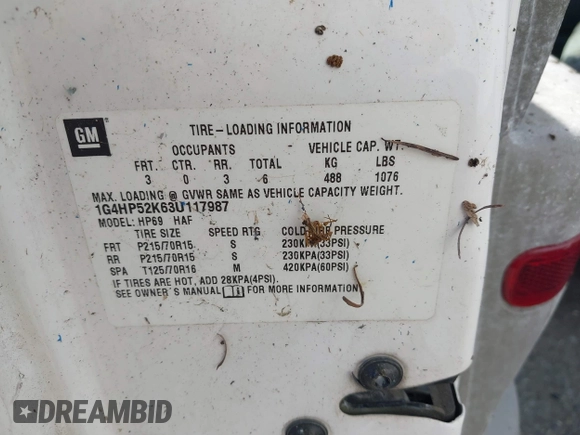 GM
TIRE-LOADING INFORMATION
OCCUPANTS VEHICLE CAP. WT.
FRT. CTR. RR. TOTAL KG LBS
3 0 3 6 488 1076
MAX. LOADING @ GVWR SAME AS VEHICLE CAPACITY WEIGHT.
1G4HP52K63U117987
MODEL: HP69 HAF
TIRE SIZE SPEED RTG COLD TIRE PRESSURE
FRT P215/70R15 S 230KPA(33PSI)
RR P215/70R15 S 230KPA(33PSI)
SPA T125/70R16 M 420KPA(60PSI)
IF TIRES ARE HOT, ADD 28KPA(4PSI).
SEE OWNER'S MANUAL FOR MORE INFORMATION
DREAMBID